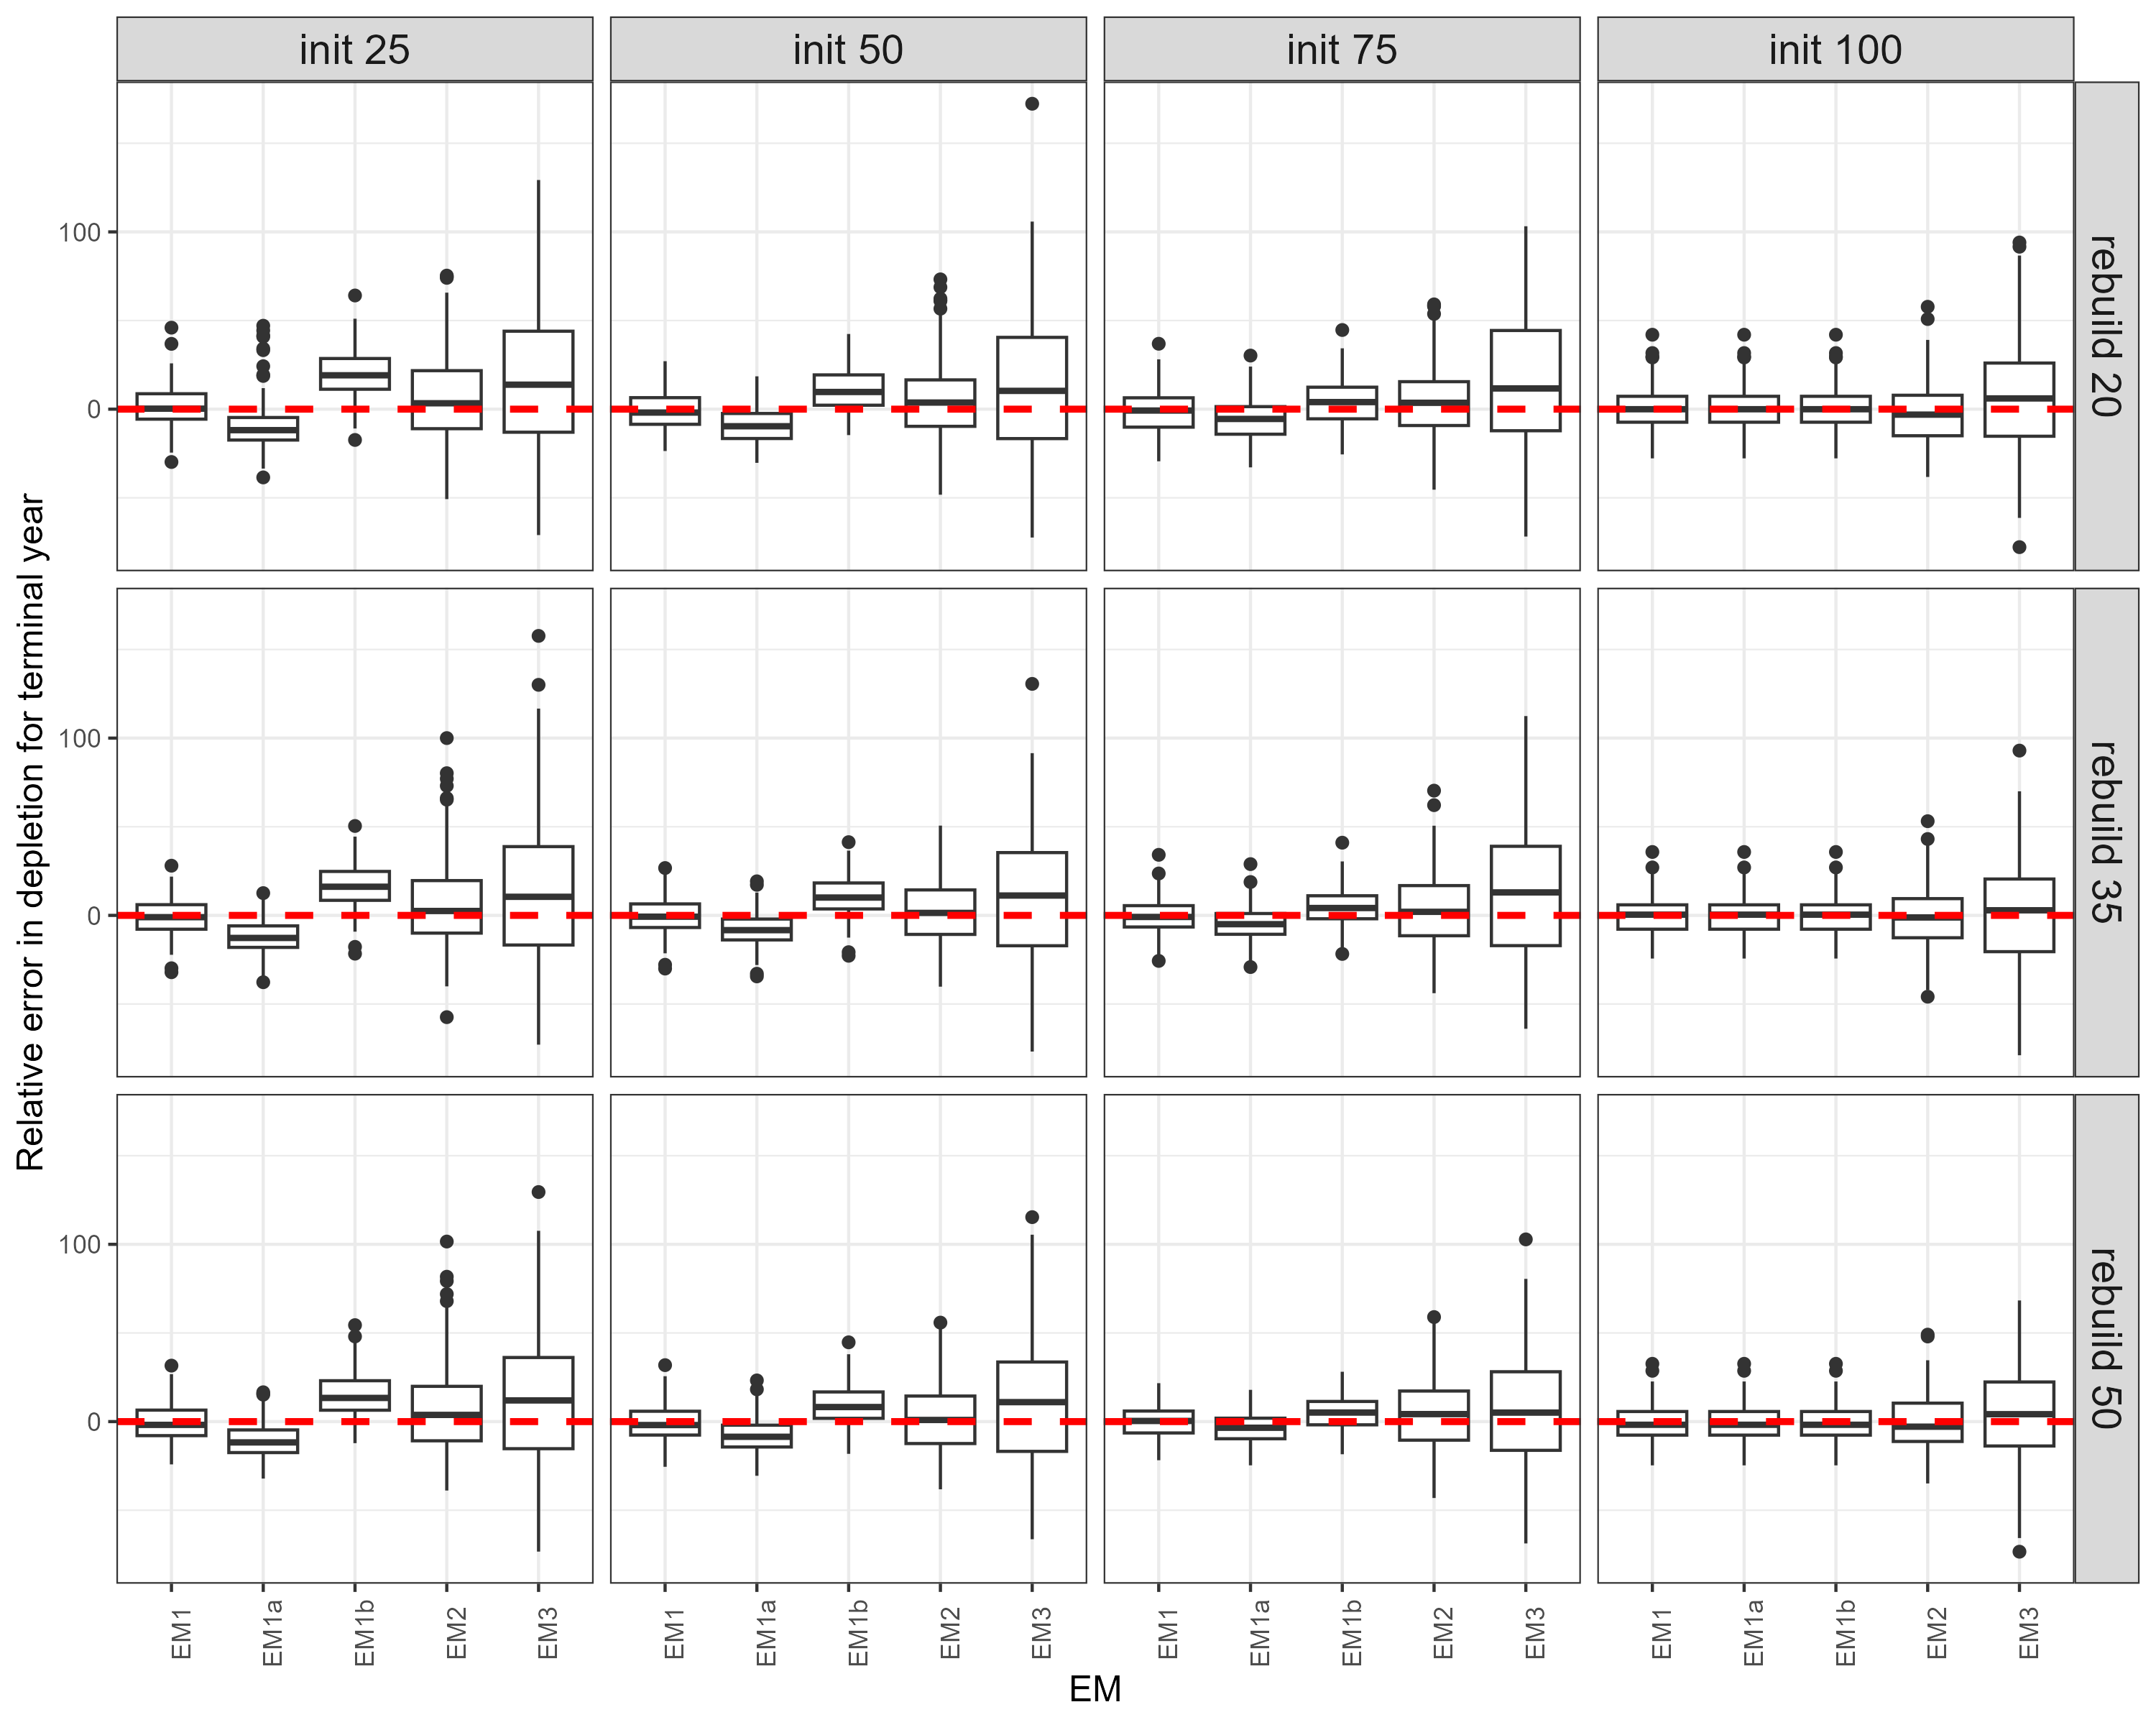 init 25
init 50
init 75
init 100
rebuild 20
rebuild 35
rebuild 50
Relative error in depletion for terminal year
100
0
100
0
100
0
EM1
EM1a
EM1b
EM2
EM3
EM1
EM1a
EM1b
EM2
EM3
EM1
EM1a
EM1b
EM2
EM3
EM1
EM1a
EM1b
EM2
EM3
EM